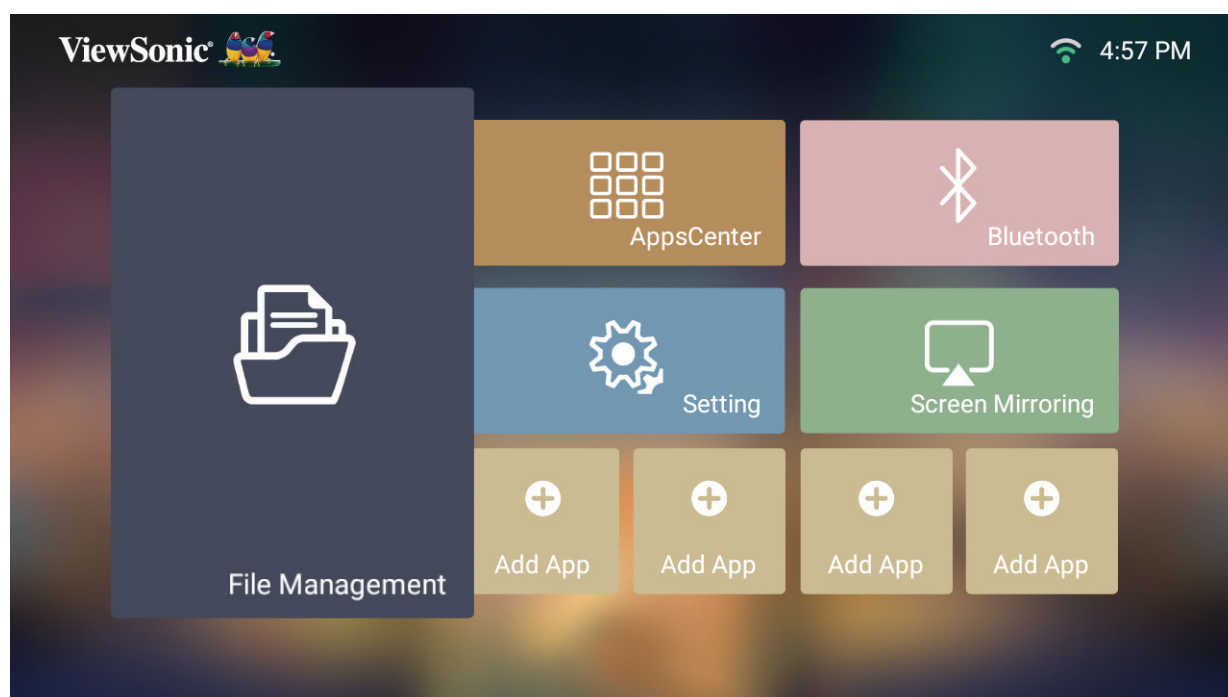 ViewSonic®
4:57 PM
AppsCenter
Bluetooth
Setting
Screen Mirroring
File Management
Add App
Add App
Add App
Add App